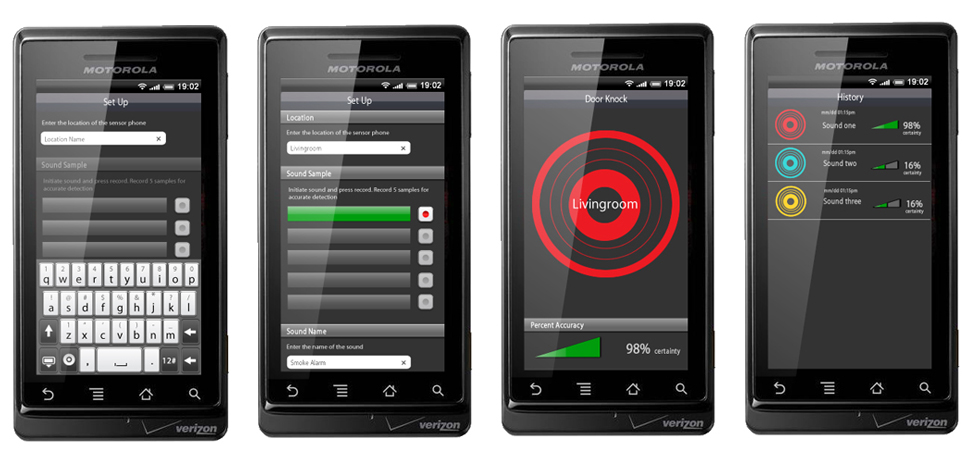 MOTOROLA
19:02
Set Up
Enter the location of the sensor phone
Location Name
Sound Sample
Initiate sound and press record. Record 5 samples for
accurate detection
1 2 3 4 5 6 7 8 9 0
q w e r t y u i o p
! @ # $ % & * ? /
a s d f g h j k l
z x c v b n m
, . 12#
verizon
MOTOROLA
19:02
Set Up
Location
Enter the location of the sensor phone
Livingroom
Sound Sample
Initiate sound and press record. Record 5 samples for
accurate detection
Sound Name
Enter the name of the sound
Smoke Alarm
verizon
MOTOROLA
19:02
Door Knock
Livingroom
Percent Accuracy
98% certainty
verizon
MOTOROLA
19:02
History
mm/dd 01:15pm
Sound one 98%
certainty
mm/dd 01:15pm
Sound two 16%
certainty
mm/dd 01:15pm
Sound three 16%
certainty
verizon